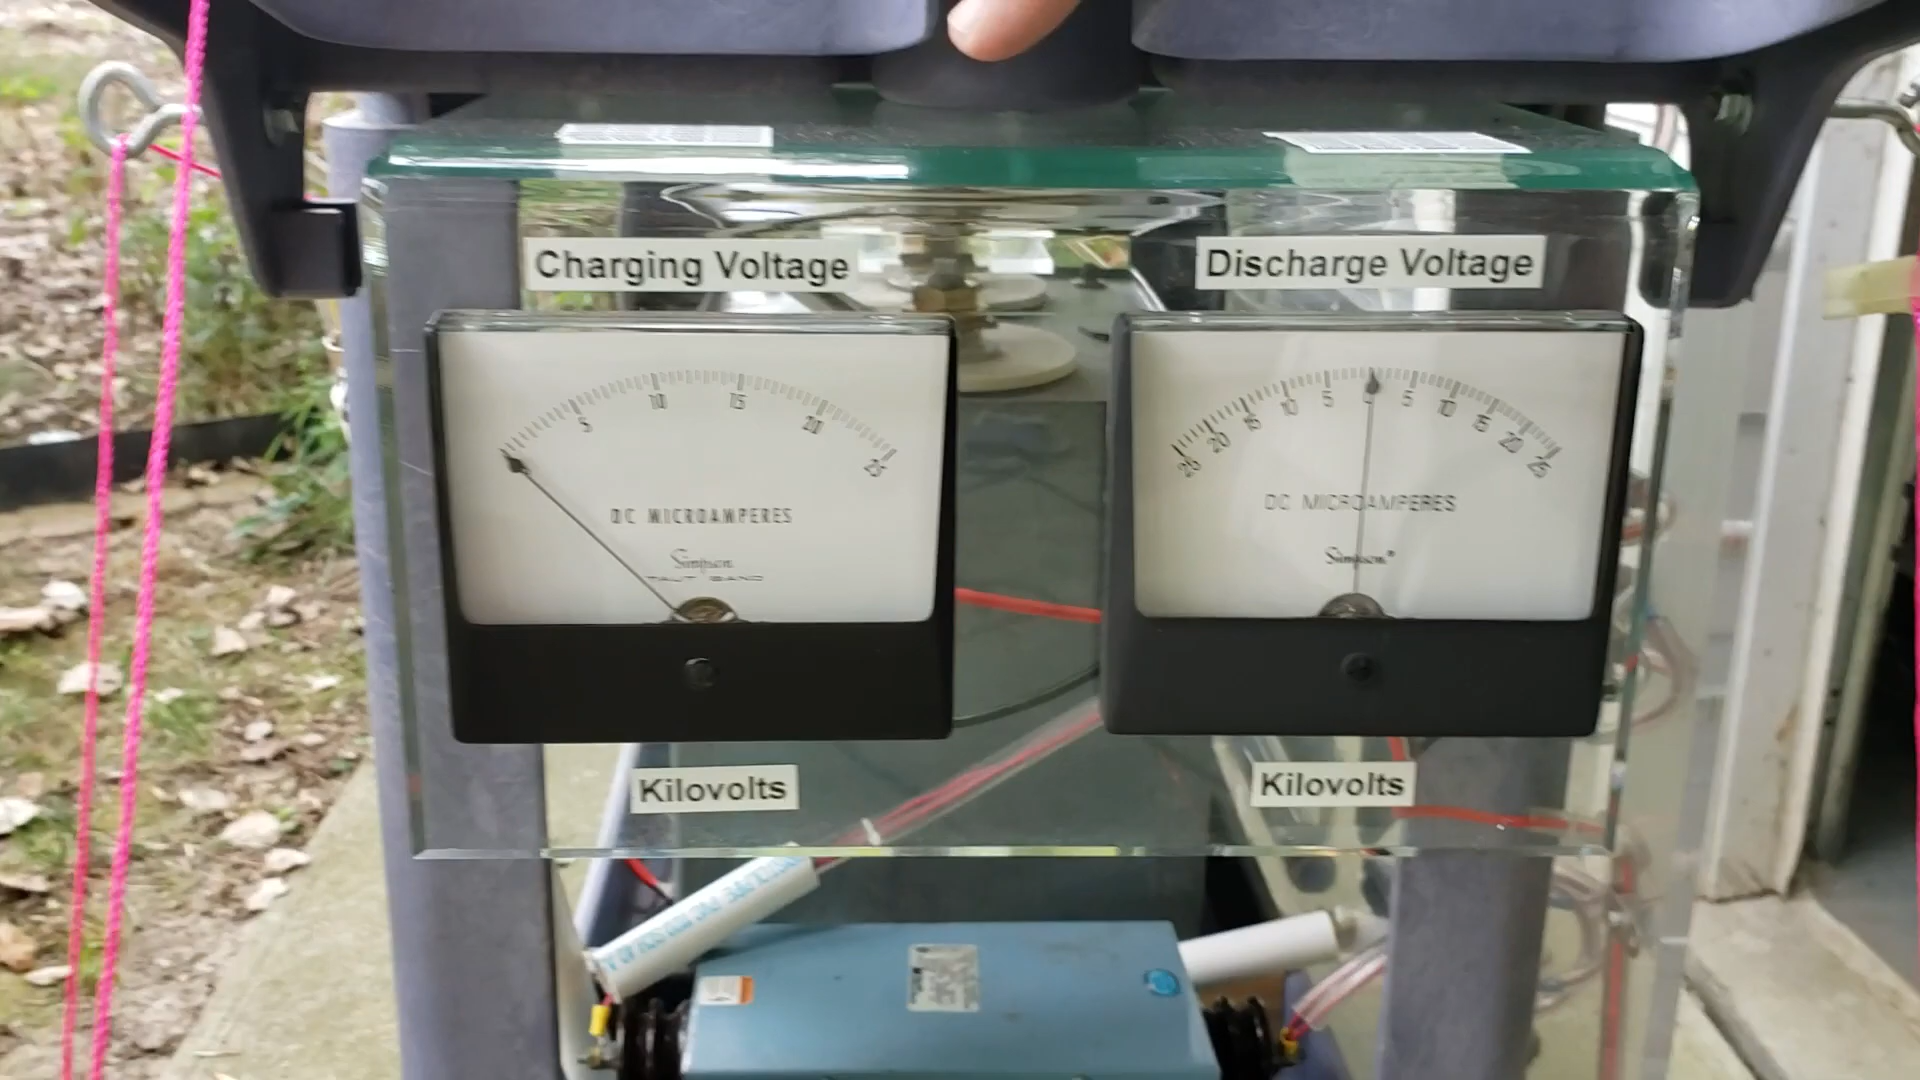 Charging Voltage
Discharge Voltage
5 10 15 20 25
DC MICROAMPERES
Simpson
TAUT BAND
25 20 15 10 5 0 5 10 15 20 25
DC MICROAMPERES
Simpson®
Kilovolts
Kilovolts